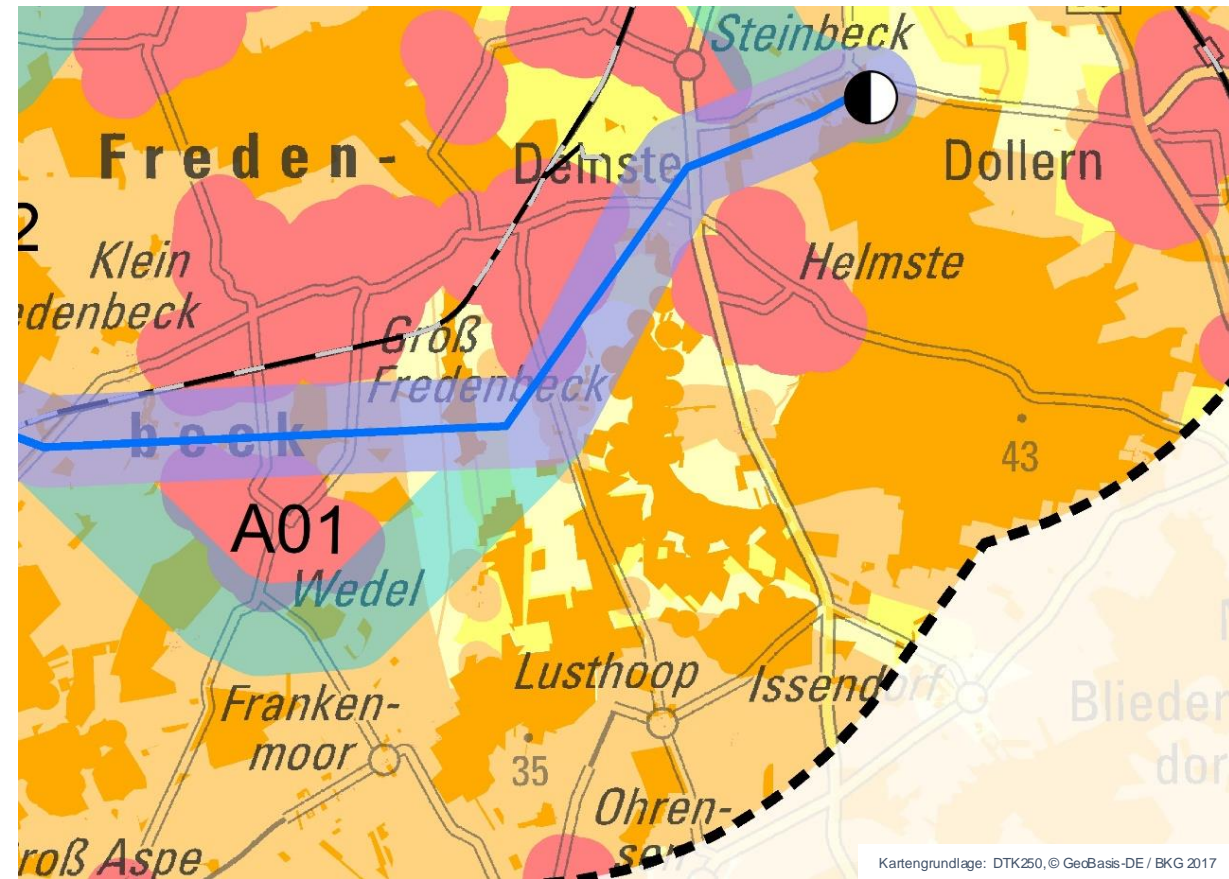 Steinbeck
Freden-
Deinste
Dollern
2
Klein
edenbeck
Helmste
Groß
Fredenbeck
beck
43
A01
Wedel
Lusthoop
Issendorf
Franken-
moor
Blieder
dor
35
Ohren-
sen
roß Aspe
Kartengrundlage: DTK250, © GeoBasis-DE / BKG 2017